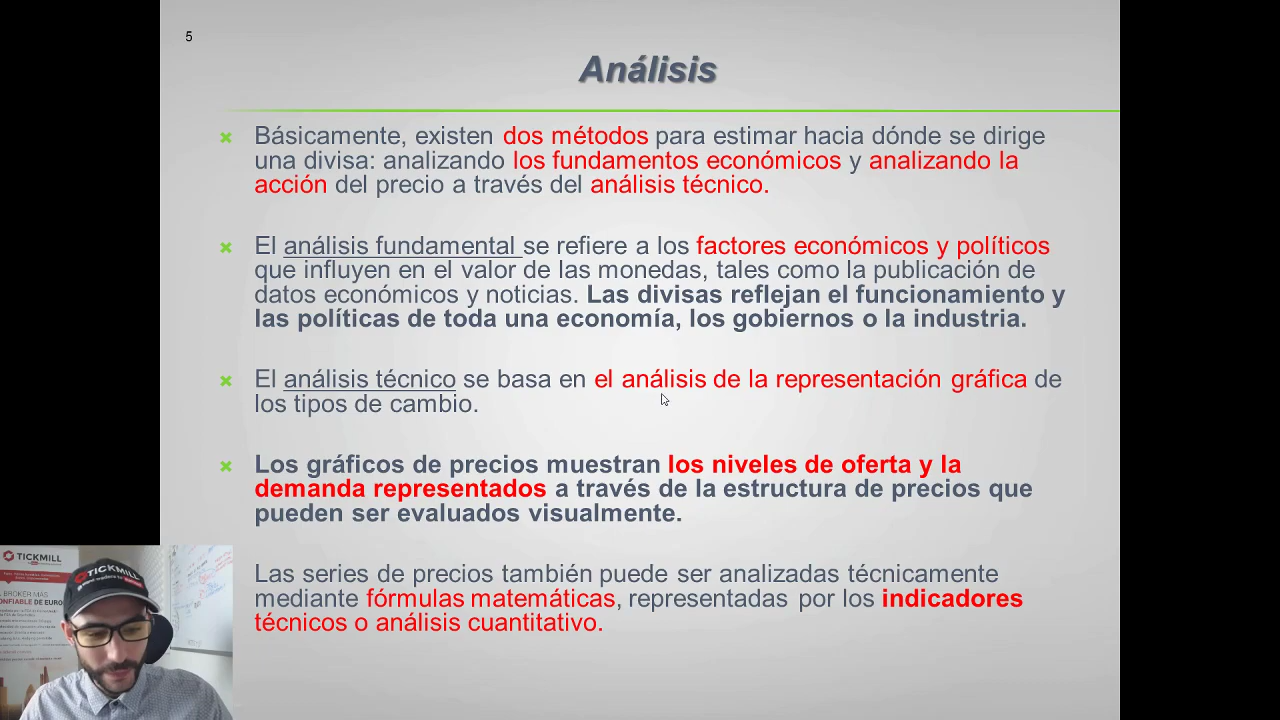 5
Análisis
Básicamente, existen dos métodos para estimar hacia dónde se dirige
una divisa: analizando los fundamentos económicos y analizando la
acción del precio a través del análisis técnico.
El análisis fundamental se refiere a los factores económicos y políticos
que influyen en el valor de las monedas, tales como la publicación de
datos económicos y noticias. Las divisas reflejan el funcionamiento y
las políticas de toda una economía, los gobiernos o la industria.
El análisis técnico se basa en el análisis de la representación gráfica de
los tipos de cambio.
Los gráficos de precios muestran los niveles de oferta y la
demanda representados a través de la estructura de precios que
pueden ser evaluados visualmente.
Las series de precios también puede ser analizadas técnicamente
mediante fórmulas matemáticas, representadas por los indicadores
técnicos o análisis cuantitativo.
TICKMILL
BRÓKER MÁS
CONFIABLE DE EURO
TICKMILL